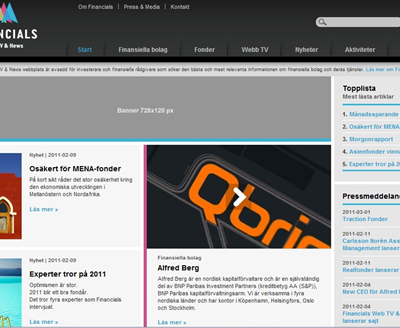 Om Financials | Press & Media | Kontakt
V & News
Start
Finansiella bolag
Fonder
Webb TV
Nyheter
Aktiviteter
V & News webbplats är avsedd för investerare och finansiella rådgivare som söker den bästa och mest relevanta informationen om finansiella bolag och deras tjänster. Läs mer om
Banner 728x120 px
Topplista
Mest lästa artiklar
1. Månadssparande
2. Osäkert för MENA-
3. Morgonrapport
4. Asienfonder vinn
5. Experter tror på 2
Nyhet | 2011-02-09
Osäkert för MENA-fonder
På kort sikt råder det stor osäkerhet kring
den ekonomiska utvecklingen i
Mellanöstern och Nordafrika.
Läs mer »
Nyhet | 2011-02-09
Experter tror på 2011
Optimismen är stor.
2011 blir ett bra fondår.
Det tror fyra experter som Financials
intervjuat.
Läs mer »
Qbri
Finansiella bolag
Alfred Berg
Alfred Berg är en nordisk kapitalförvaltare och är en självständig
del av BNP Paribas Investment Partners (kreditbetyg AA (S&P)),
BNP Paribas kapitalförvaltningsenhet. Vi är verksamma i fyra
nordiska länder och har kontor i Köpenhamn, Helsingfors, Oslo
och Stockholm.
Pressmeddelan
2011-03-01
Traction Fonder
2011-02-11
Carlsson Norén Ass
Management lanser
2011-02-11
Realfonder lanserar
2011-02-04
New CEO för Alfred B
2011-02-04
Financials Web TV &
lanserar sajt